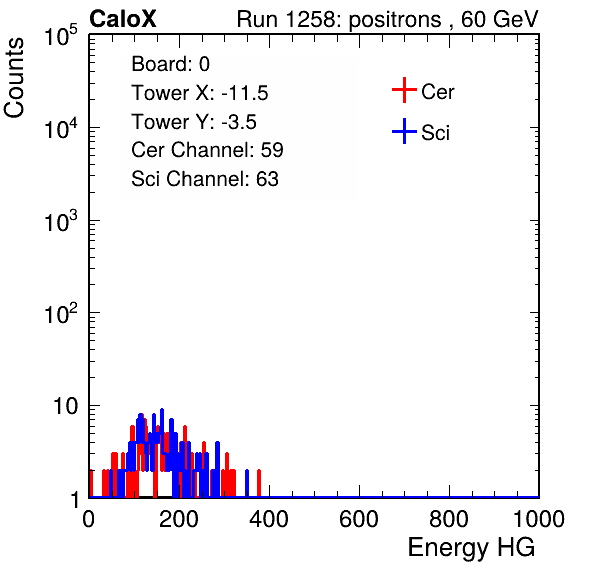 CaloX Run 1258: positrons , 60 GeV
Counts
Board: 0
Tower X: -11.5
Tower Y: -3.5
Cer Channel: 59
Sci Channel: 63
Cer
Sci
10^5
10^4
10^3
10^2
10
1
0 200 400 600 800 1000
Energy HG